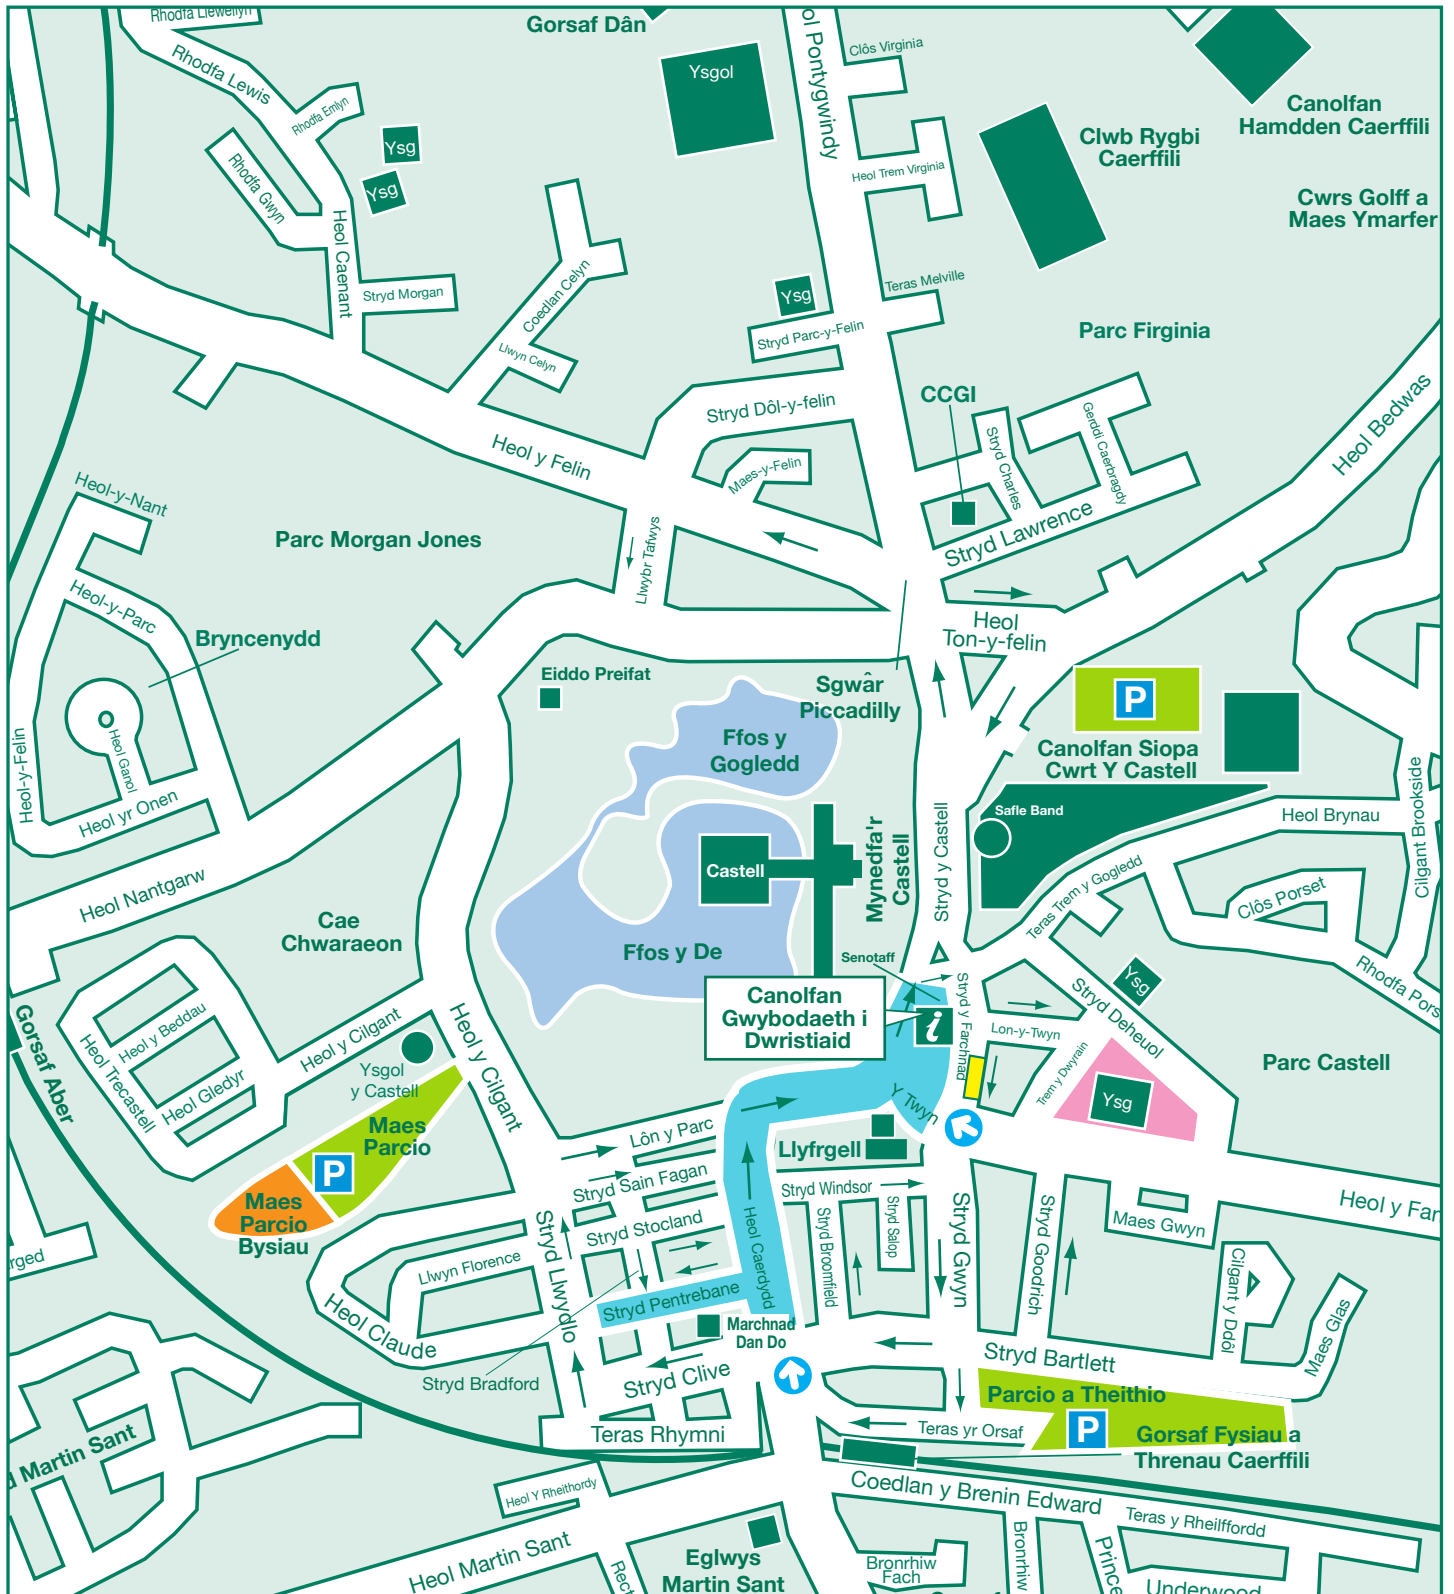 Rhodfa Llewellyn
Gorsaf Dân
Rhodfa Lewis
Rhodfa Emlyn
Rhodfa Gwyn
Ysg
Ysg
Ysgol
ol Pontygwindy
Clôs Virginia
Heol Trem Virginia
Clwb Rygbi
Caerffili
Canolfan
Hamdden Caerffili
Cwrs Golff a
Maes Ymarfer
Heol Caenant
Stryd Morgan
Coedlan Celyn
Llwyn Celyn
Ysg
Teras Melville
Stryd Parc-y-Felin
Parc Firginia
Stryd Dôl-y-felin
CCGI
Stryd Charles
Gerddi Caerbragdy
Heol Bedwas
Heol y Felin
Maes-y-Felin
Stryd Lawrence
Heol-y-Nant
Parc Morgan Jones
Llwybr Tafwys
Heol-y-Parc
Bryncenydd
Heol
Ton-y-felin
Eiddo Preifat
Sgwâr
Piccadilly
P
Ffos y
Gogledd
Canolfan Siopa
Cwrt Y Castell
Heol-y-Felin
Heol Ganol
Heol yr Onen
Safle Band
Heol Brynau
Cilgant Brookside
Castell
Mynedfa'r
Castell
Stryd y Castell
Teras Trem y Gogledd
Clôs Porset
Heol Nantgarw
Cae
Chwaraeon
Ffos y De
Senotaff
Rhodfa Pors
Canolfan
Gwybodaeth i
Dwristiaid
i
Stryd y Farchnad
Ysg
Stryd Deheuol
Lon-y-Twyn
Trem y Dwyrain
Parc Castell
Gorsaf Aber
Heol y Beddau
Heol Trecastell
Heol Gledyr
Heol y Cilgant
Ysgol
y Castell
Heol y Cilgant
Ysg
Y Twyn
Maes
Parcio
P
Lôn y Parc
Llyfrgell
Stryd Sain Fagan
Stryd Windsor
Maes
Parcio
Bysiau
Stryd Stocland
Stryd Llwydlo
Heol Caerdydd
Stryd Broomfield
Stryd Salop
Stryd Gwyn
Stryd Goodrich
Maes Gwyn
Heol y Fan
rged
Llwyn Florence
Cilgant y Ddôl
Stryd Pentrebane
Heol Claude
Marchnad
Dan Do
Maes Glas
Stryd Bartlett
Stryd Bradford
Stryd Clive
Parcio a Theithio
P
Teras Rhymni
Teras yr Orsaf
Gorsaf Fysiau a
Threnau Caerffili
d Martin Sant
Heol Y Rheithordy
Coedlan y Brenin Edward
Teras y Rheilffordd
Heol Martin Sant
Rect
Eglwys
Martin Sant
Bronrhiw
Fach
Bronrhiw
Prince
Underwood